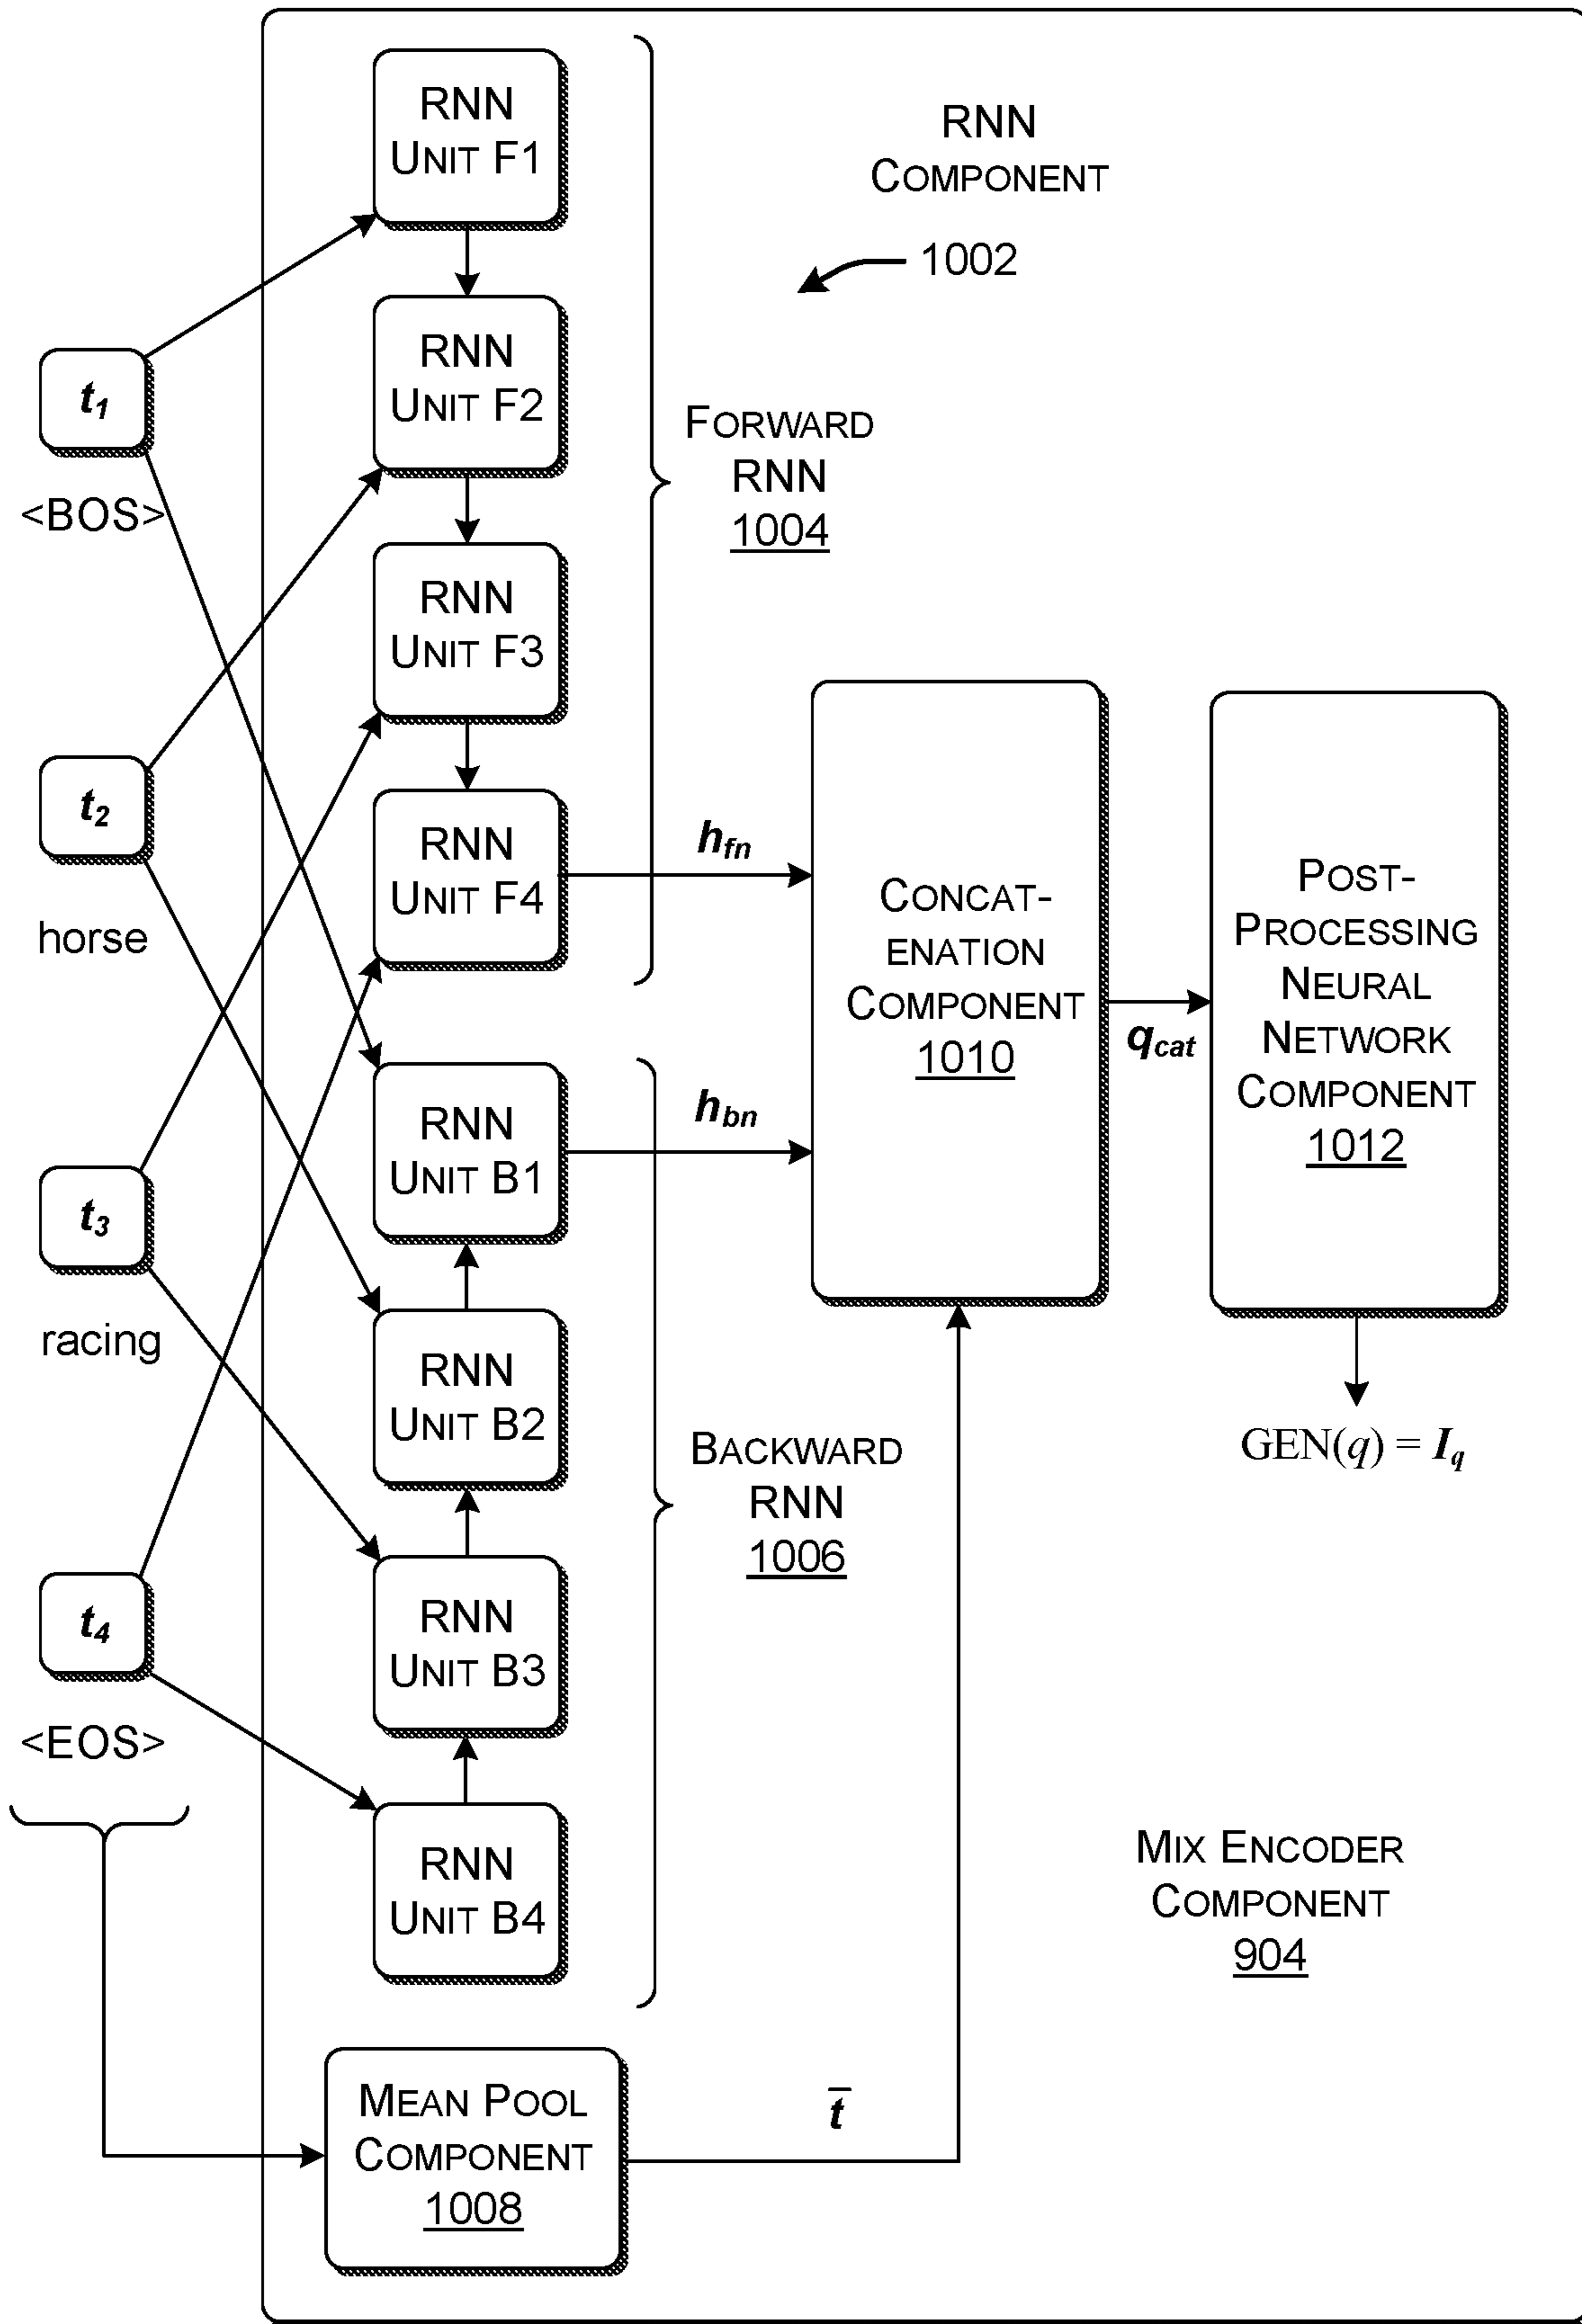 RNN
UNIT F1
RNN
COMPONENT
1002
RNN
UNIT F2
t1
<BOS>
FORWARD
RNN
1004
RNN
UNIT F3
t2
horse
RNN
UNIT F4
hfn
CONCAT-
ENATION
COMPONENT
1010
qcat
POST-
PROCESSING
NEURAL
NETWORK
COMPONENT
1012
RNN
UNIT B1
hbn
t3
racing
RNN
UNIT B2
BACKWARD
RNN
1006
GEN(q) = Iq
RNN
UNIT B3
t4
<EOS>
RNN
UNIT B4
MIX ENCODER
COMPONENT
904
MEAN POOL
COMPONENT
1008
t̄